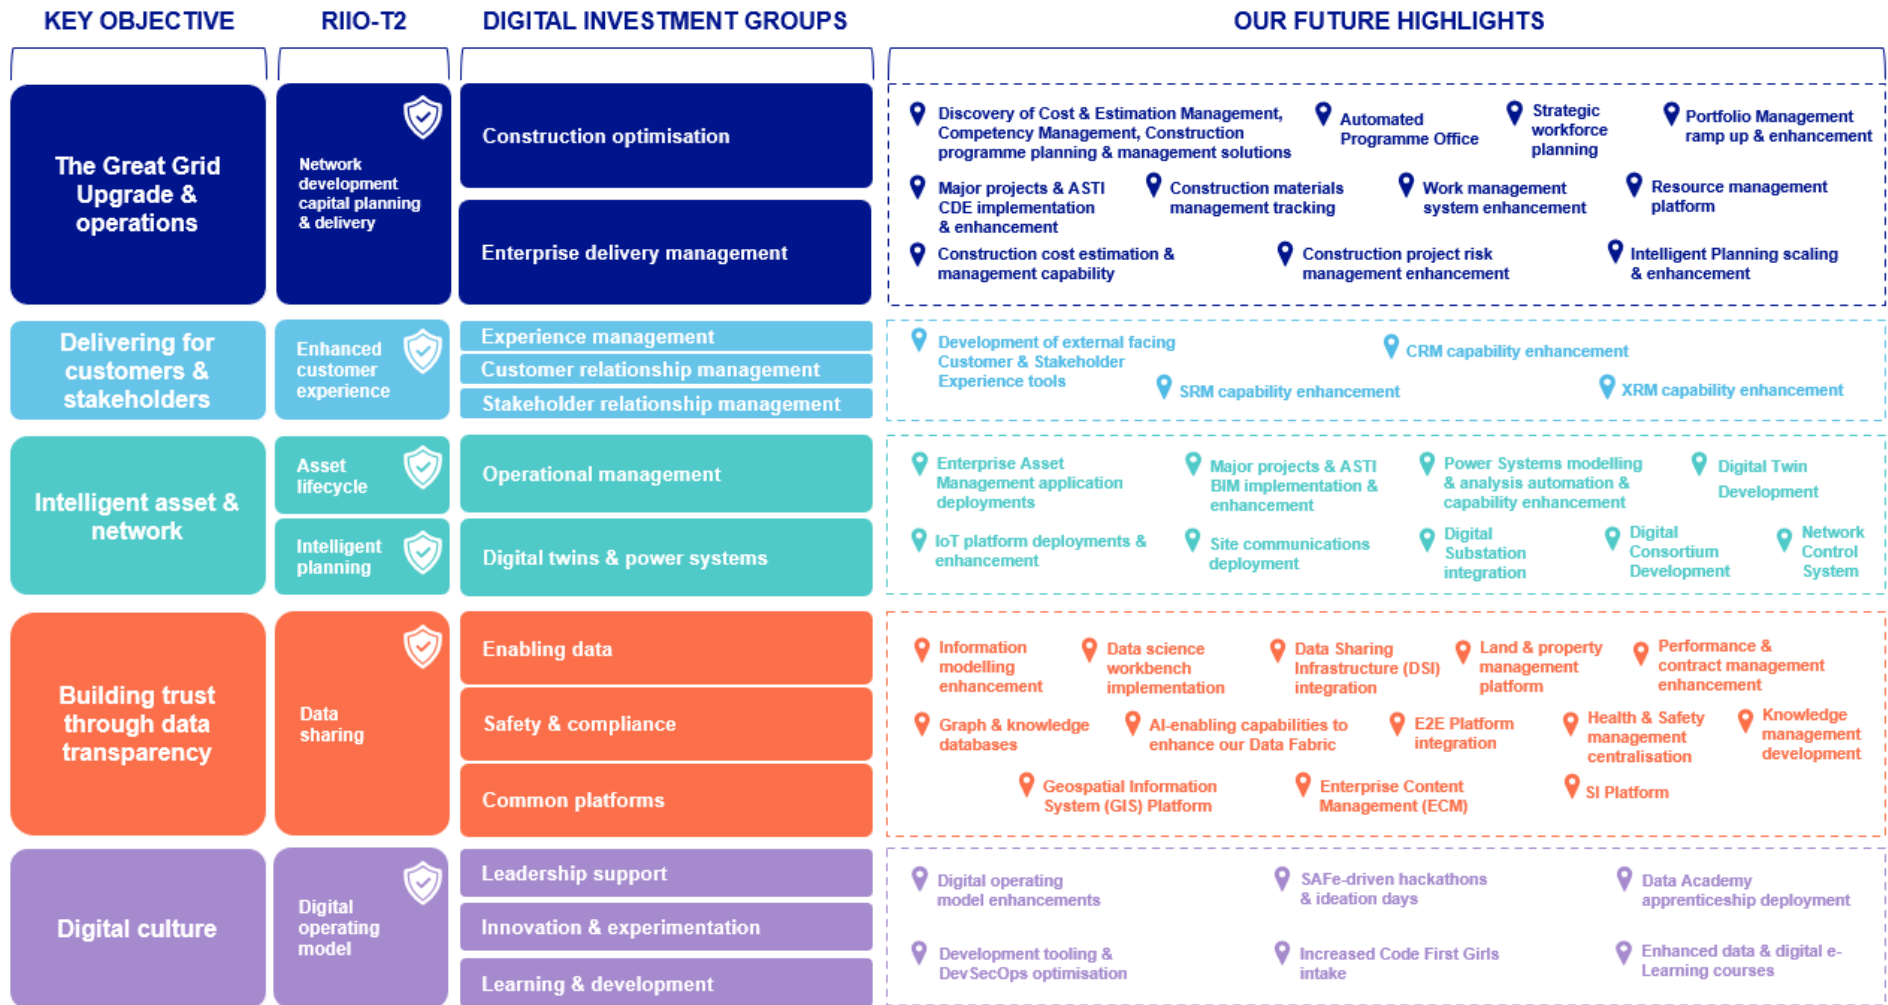 KEY OBJECTIVE
RIIO-T2
DIGITAL INVESTMENT GROUPS
OUR FUTURE HIGHLIGHTS
The Great Grid
Upgrade &
operations
Network
development
capital planning
& delivery
Construction optimisation
Enterprise delivery management
Discovery of Cost & Estimation Management,
Competency Management, Construction
programme planning & management solutions
Automated
Programme Office
Strategic
workforce
planning
Portfolio Management
ramp up & enhancement
Major projects & ASTI
CDE implementation
& enhancement
Construction materials
management tracking
Work management
system enhancement
Resource management
platform
Construction cost estimation &
management capability
Construction project risk
management enhancement
Intelligent Planning scaling
& enhancement
Delivering for
customers &
stakeholders
Enhanced
customer
experience
Experience management
Customer relationship management
Stakeholder relationship management
Development of external facing
Customer & Stakeholder
Experience tools
SRM capability enhancement
CRM capability enhancement
XRM capability enhancement
Intelligent asset &
network
Asset
lifecycle
Intelligent
planning
Operational management
Digital twins & power systems
Enterprise Asset
Management application
deployments
Major projects & ASTI
BIM implementation &
enhancement
Power Systems modelling
& analysis automation &
capability enhancement
Digital Twin
Development
IoT platform deployments &
enhancement
Site communications
deployment
Digital
Substation
integration
Digital
Consortium
Development
Network
Control
System
Building trust
through data
transparency
Data
sharing
Enabling data
Safety & compliance
Common platforms
Information
modelling
enhancement
Data science
workbench
implementation
Data Sharing
Infrastructure (DSI)
integration
Land & property
management
platform
Performance &
contract management
enhancement
Graph & knowledge
databases
AI-enabling capabilities to
enhance our Data Fabric
E2E Platform
integration
Health & Safety
management
centralisation
Knowledge
management
development
Geospatial Information
System (GIS) Platform
Enterprise Content
Management (ECM)
SI Platform
Digital culture
Digital
operating
model
Leadership support
Innovation & experimentation
Learning & development
Digital operating
model enhancements
SAFe-driven hackathons
& ideation days
Data Academy
apprenticeship deployment
Development tooling &
DevSecOps optimisation
Increased Code First Girls
intake
Enhanced data & digital e-
Learning courses